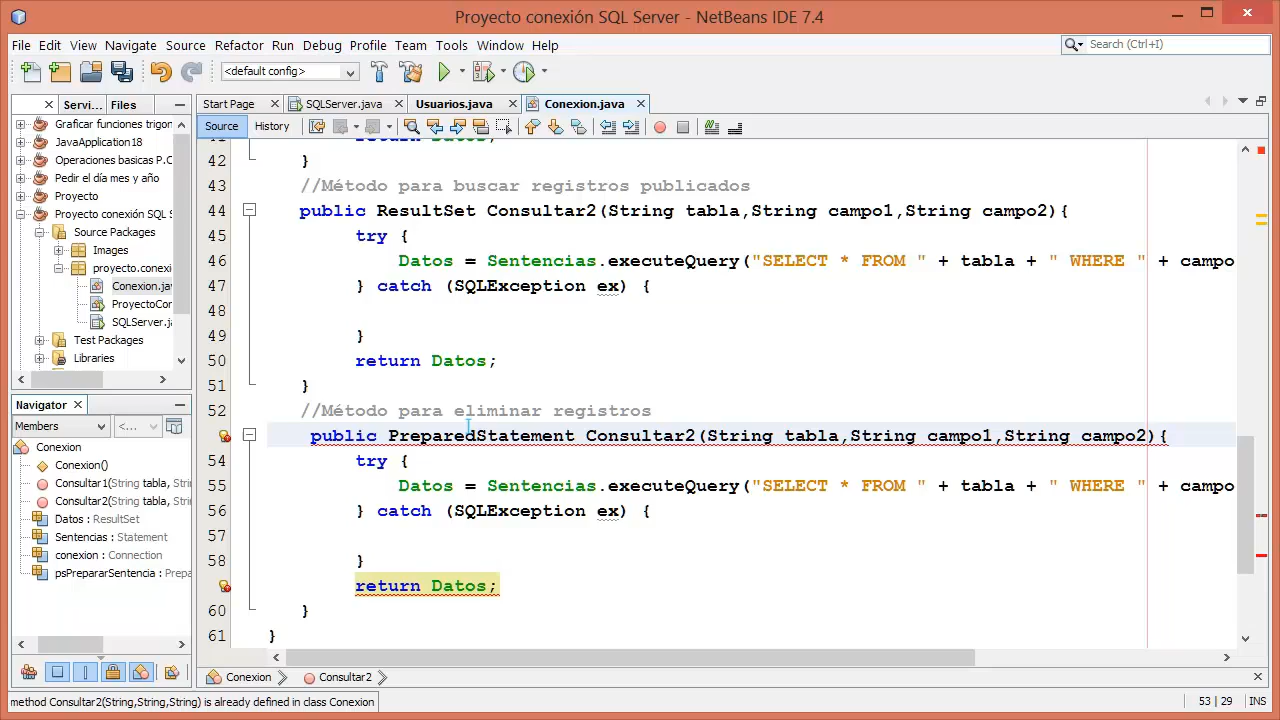 Proyecto conexión SQL Server - NetBeans IDE 7.4
File Edit View Navigate Source Refactor Run Debug Profile Team Tools Window Help
Search (Ctrl+I)
<default config>
Servi... Files
Start Page SQLServer.java Usuarios.java Conexion.java
Source History
Graficar funciones trigon
JavaApplication18
Operaciones basicas P.C
Pedir el día mes y año
Proyecto
Proyecto conexión SQL S
Source Packages
Images
proyecto.conexi
Conexion.ja
ProyectoCor
SQLServer.ja
Test Packages
Libraries
Navigator
Members
<...
Conexion
Conexion()
Consultar1(String tabla, Strin
Consultar2(String tabla, Strin
Datos : ResultSet
Sentencias : Statement
conexion : Connection
psPrepararSentencia : Prepa
return Datos;
42 }
43 //Método para buscar registros publicados
44 public ResultSet Consultar2(String tabla,String campo1,String campo2){
45 try {
46 Datos = Sentencias.executeQuery("SELECT * FROM " + tabla + " WHERE " + campo
47 } catch (SQLException ex) {
48
49 }
50 return Datos;
51 }
52 //Método para eliminar registros
public PreparedStatement Consultar2(String tabla,String campo1,String campo2){
54 try {
55 Datos = Sentencias.executeQuery("SELECT * FROM " + tabla + " WHERE " + campo
56 } catch (SQLException ex) {
57
58 }
return Datos;
60 }
61 }
Conexion Consultar2
method Consultar2(String,String,String) is already defined in class Conexion
53 | 29 INS